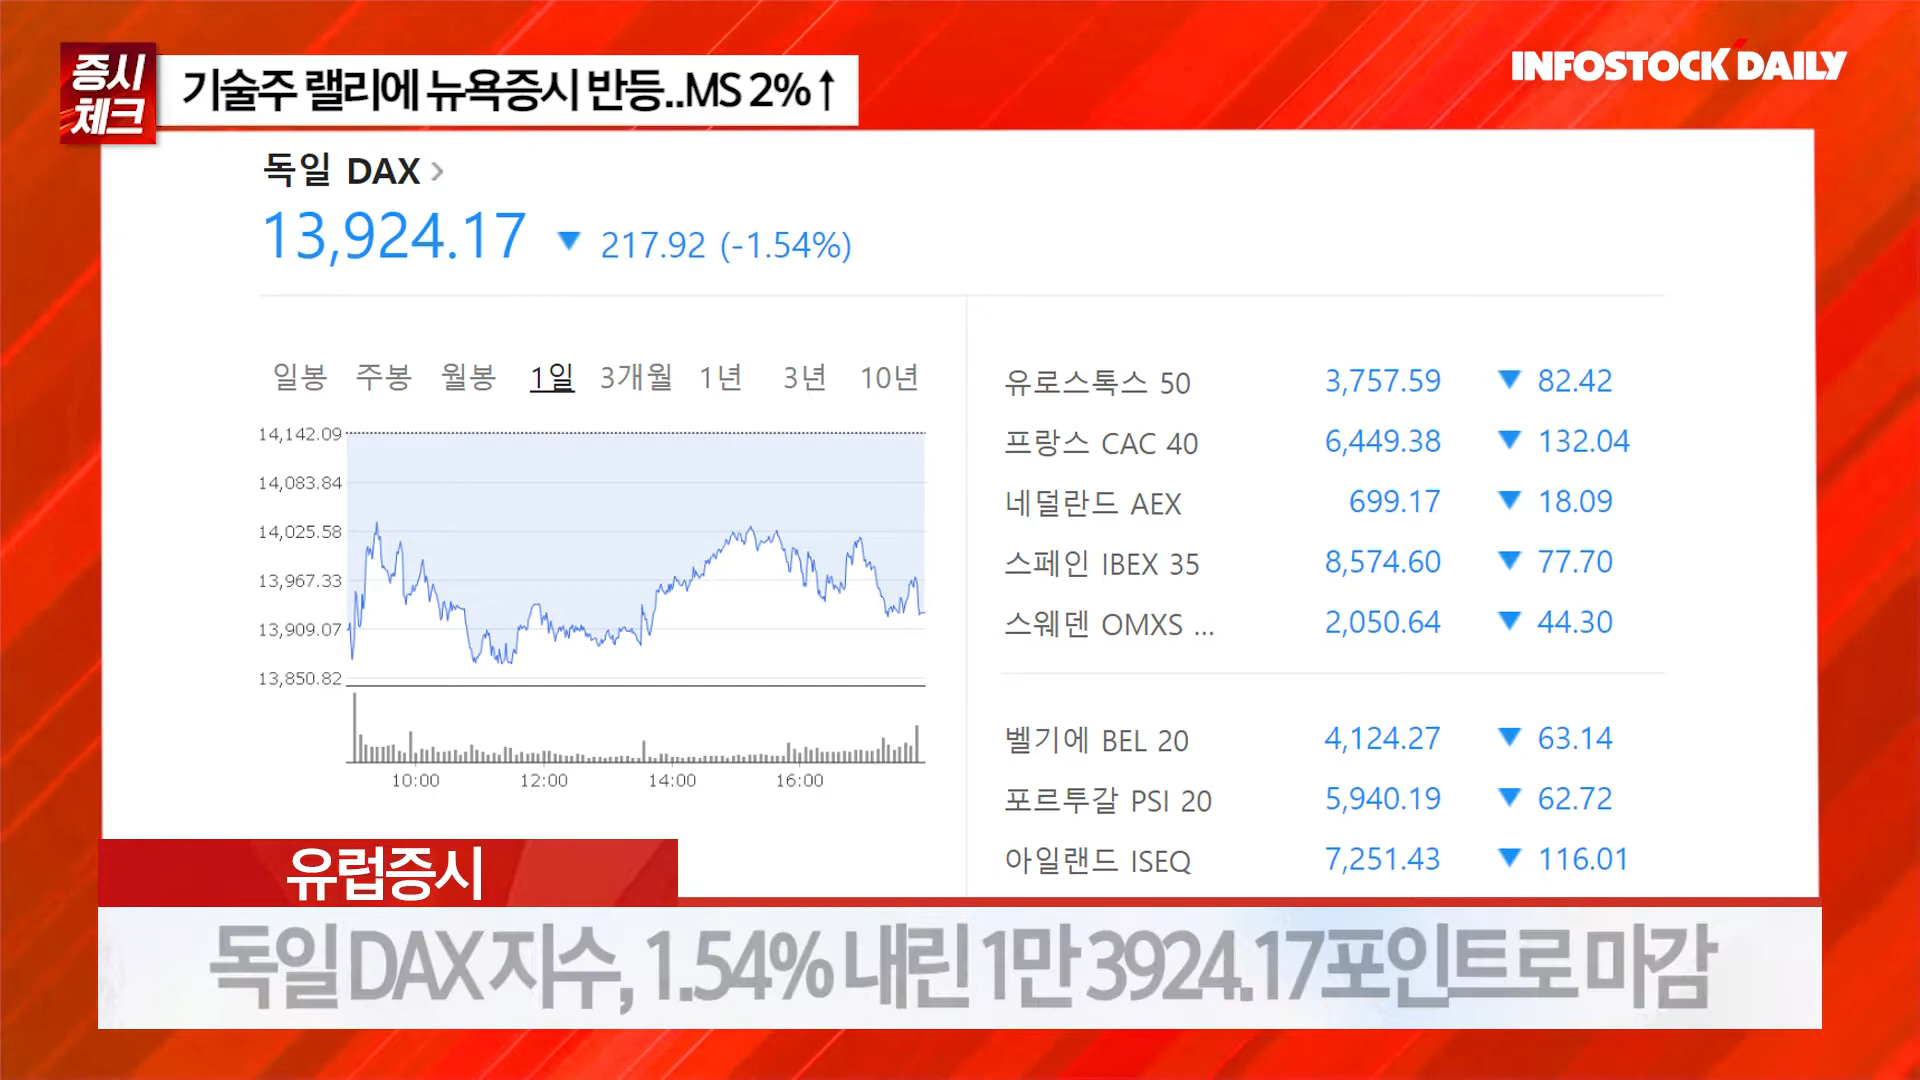 증시
체크
기술주 랠리에 뉴욕증시 반등..MS 2%↑
INFOSTOCK DAILY
독일 DAX >
13,924.17 ▼ 217.92 (-1.54%)
일봉 주봉 월봉 1일 3개월 1년 3년 10년
14,142.09
14,083.84
14,025.58
13,967.33
13,909.07
13,850.82
10:00 12:00 14:00 16:00
유로스톡스 50 3,757.59 ▼ 82.42
프랑스 CAC 40 6,449.38 ▼ 132.04
네덜란드 AEX 699.17 ▼ 18.09
스페인 IBEX 35 8,574.60 ▼ 77.70
스웨덴 OMXS ... 2,050.64 ▼ 44.30
벨기에 BEL 20 4,124.27 ▼ 63.14
포르투갈 PSI 20 5,940.19 ▼ 62.72
아일랜드 ISEQ 7,251.43 ▼ 116.01
유럽증시
독일 DAX 지수, 1.54% 내린 1만 3924.17포인트로 마감